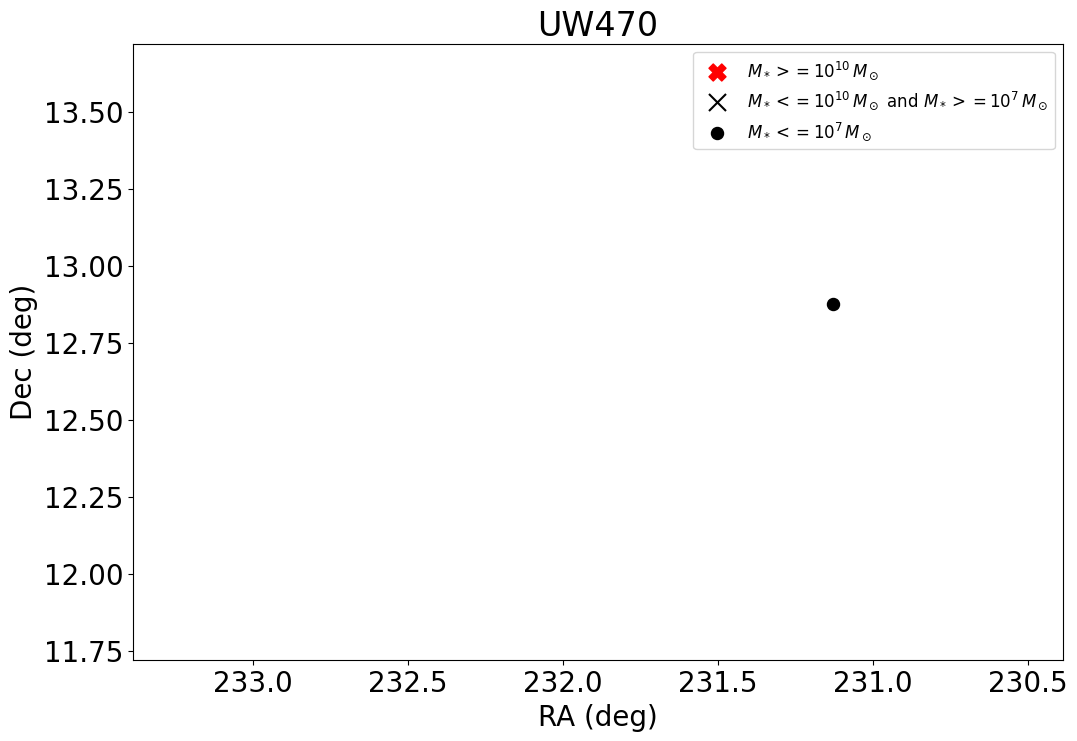 UW470
M* >= 10^10 M⊙
M* <= 10^10 M⊙ and M* >= 10^7 M⊙
M* <= 10^7 M⊙
13.50
13.25
13.00
12.75
12.50
12.25
12.00
11.75
Dec (deg)
233.0 232.5 232.0 231.5 231.0 230.5
RA (deg)